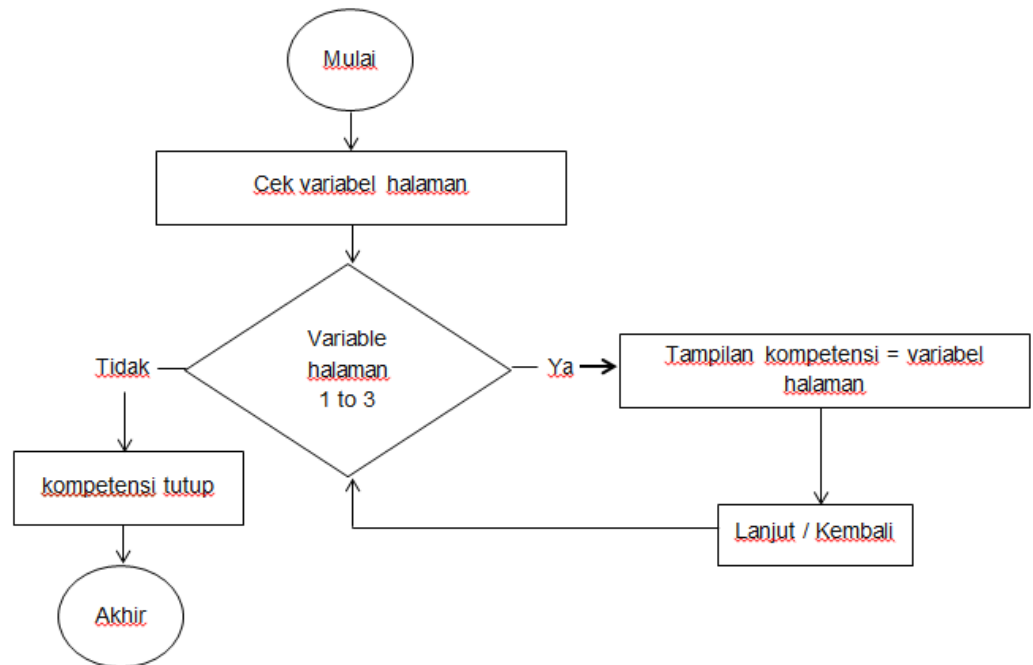 Mulai
Cek variabel halaman
Variable
halaman
1 to 3
Tidak
Ya
Tampilan kompetensi = variabel
halaman
kompetensi tutup
Lanjut / Kembali
Akhir